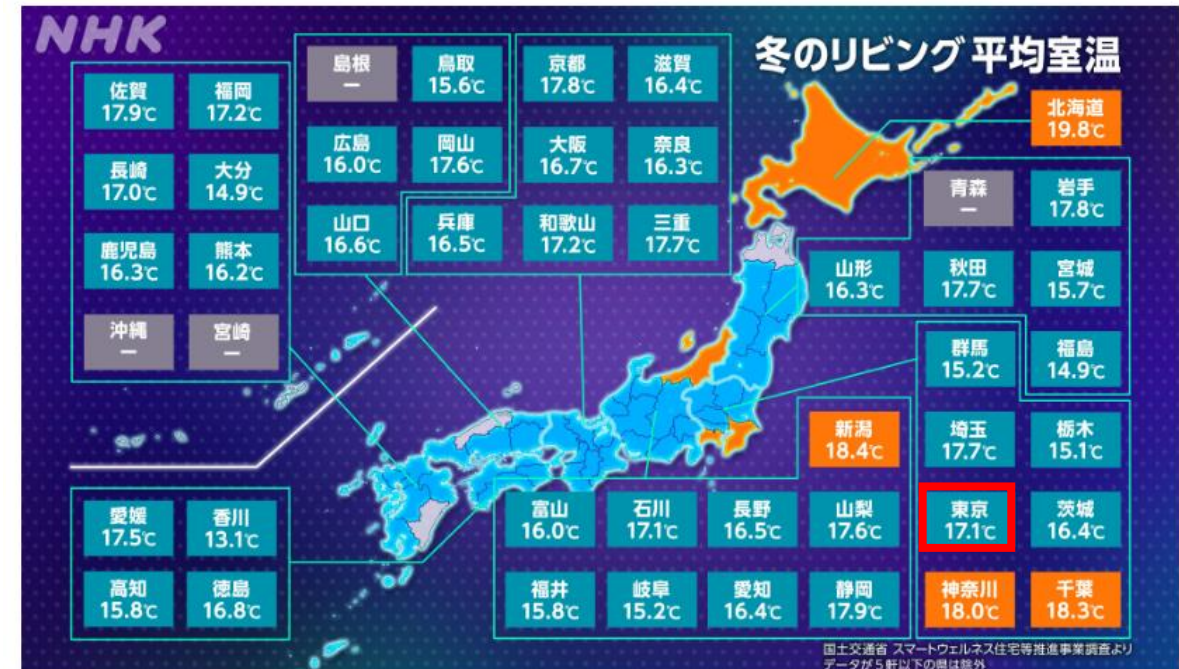 NHK
冬のリビング 平均室温
佐賀
17.9℃
福岡
17.2℃
長崎
17.0℃
大分
14.9℃
鹿児島
16.3℃
熊本
16.2℃
沖縄
—
宮崎
—
島根
—
鳥取
15.6℃
広島
16.0℃
岡山
17.6℃
山口
16.6℃
京都
17.8℃
滋賀
16.4℃
大阪
16.7℃
奈良
16.3℃
兵庫
16.5℃
和歌山
17.2℃
三重
17.7℃
北海道
19.8℃
青森
—
岩手
17.8℃
山形
16.3℃
秋田
17.7℃
宮城
15.7℃
福島
14.9℃
群馬
15.2℃
埼玉
17.7℃
栃木
15.1℃
東京
17.1℃
茨城
16.4℃
神奈川
18.0℃
千葉
18.3℃
新潟
18.4℃
富山
16.0℃
石川
17.1℃
長野
16.5℃
山梨
17.6℃
福井
15.8℃
岐阜
15.2℃
愛知
16.4℃
静岡
17.9℃
愛媛
17.5℃
香川
13.1℃
高知
15.8℃
徳島
16.8℃
国土交通省 スマートウェルネス住宅等推進事業調査より
データが5軒以下の県は除外